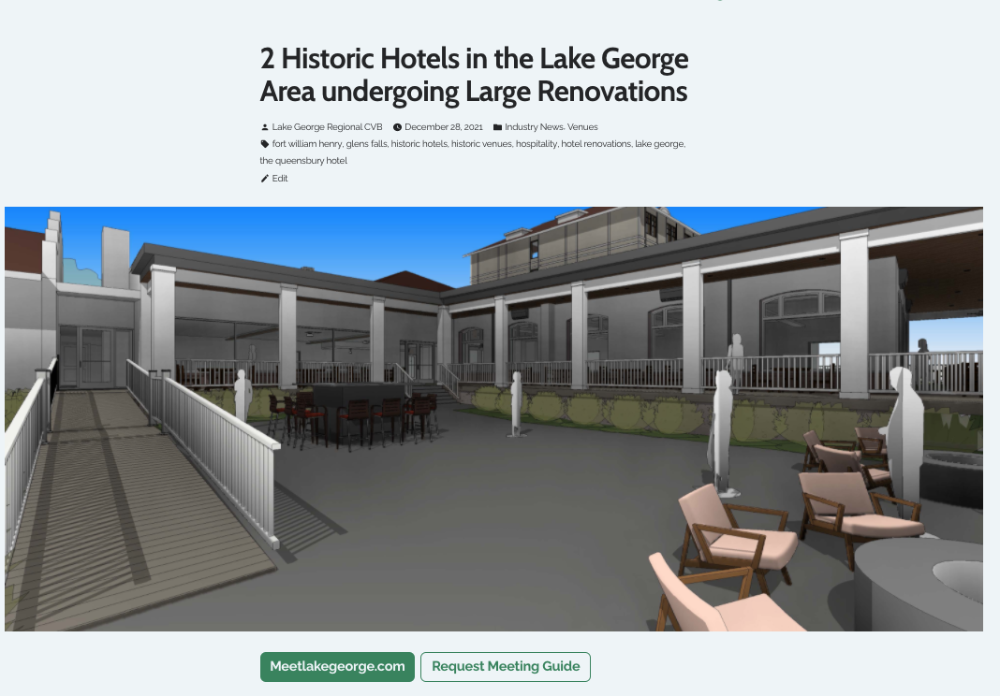 2 Historic Hotels in the Lake George
Area undergoing Large Renovations
Lake George Regional CVB December 28, 2021 Industry News, Venues
fort william henry, glens falls, historic hotels, historic venues, hospitality, hotel renovations, lake george,
the queensbury hotel
Edit
Meetlakegeorge.com Request Meeting Guide